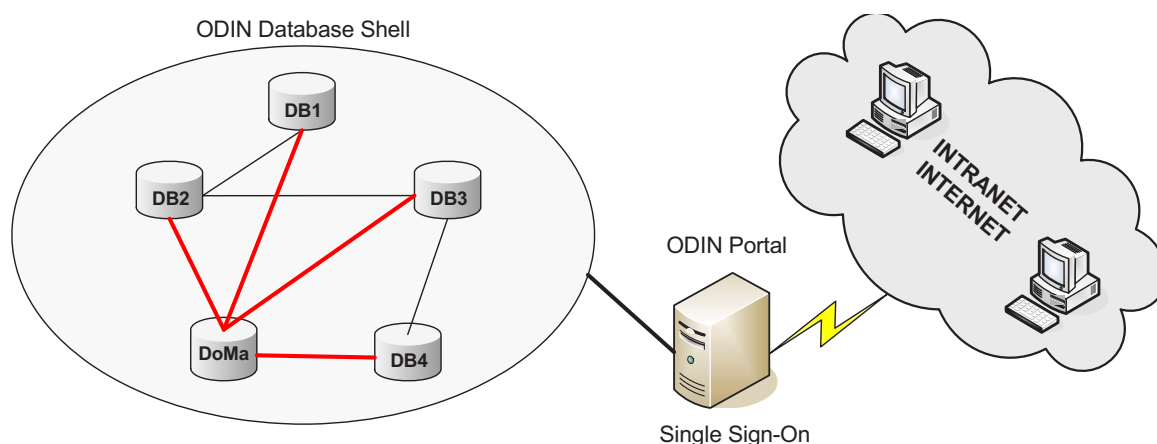 ODIN Database Shell
DB1
DB2
DB3
DoMa
DB4
ODIN Portal
Single Sign-On
INTRANET
INTERNET